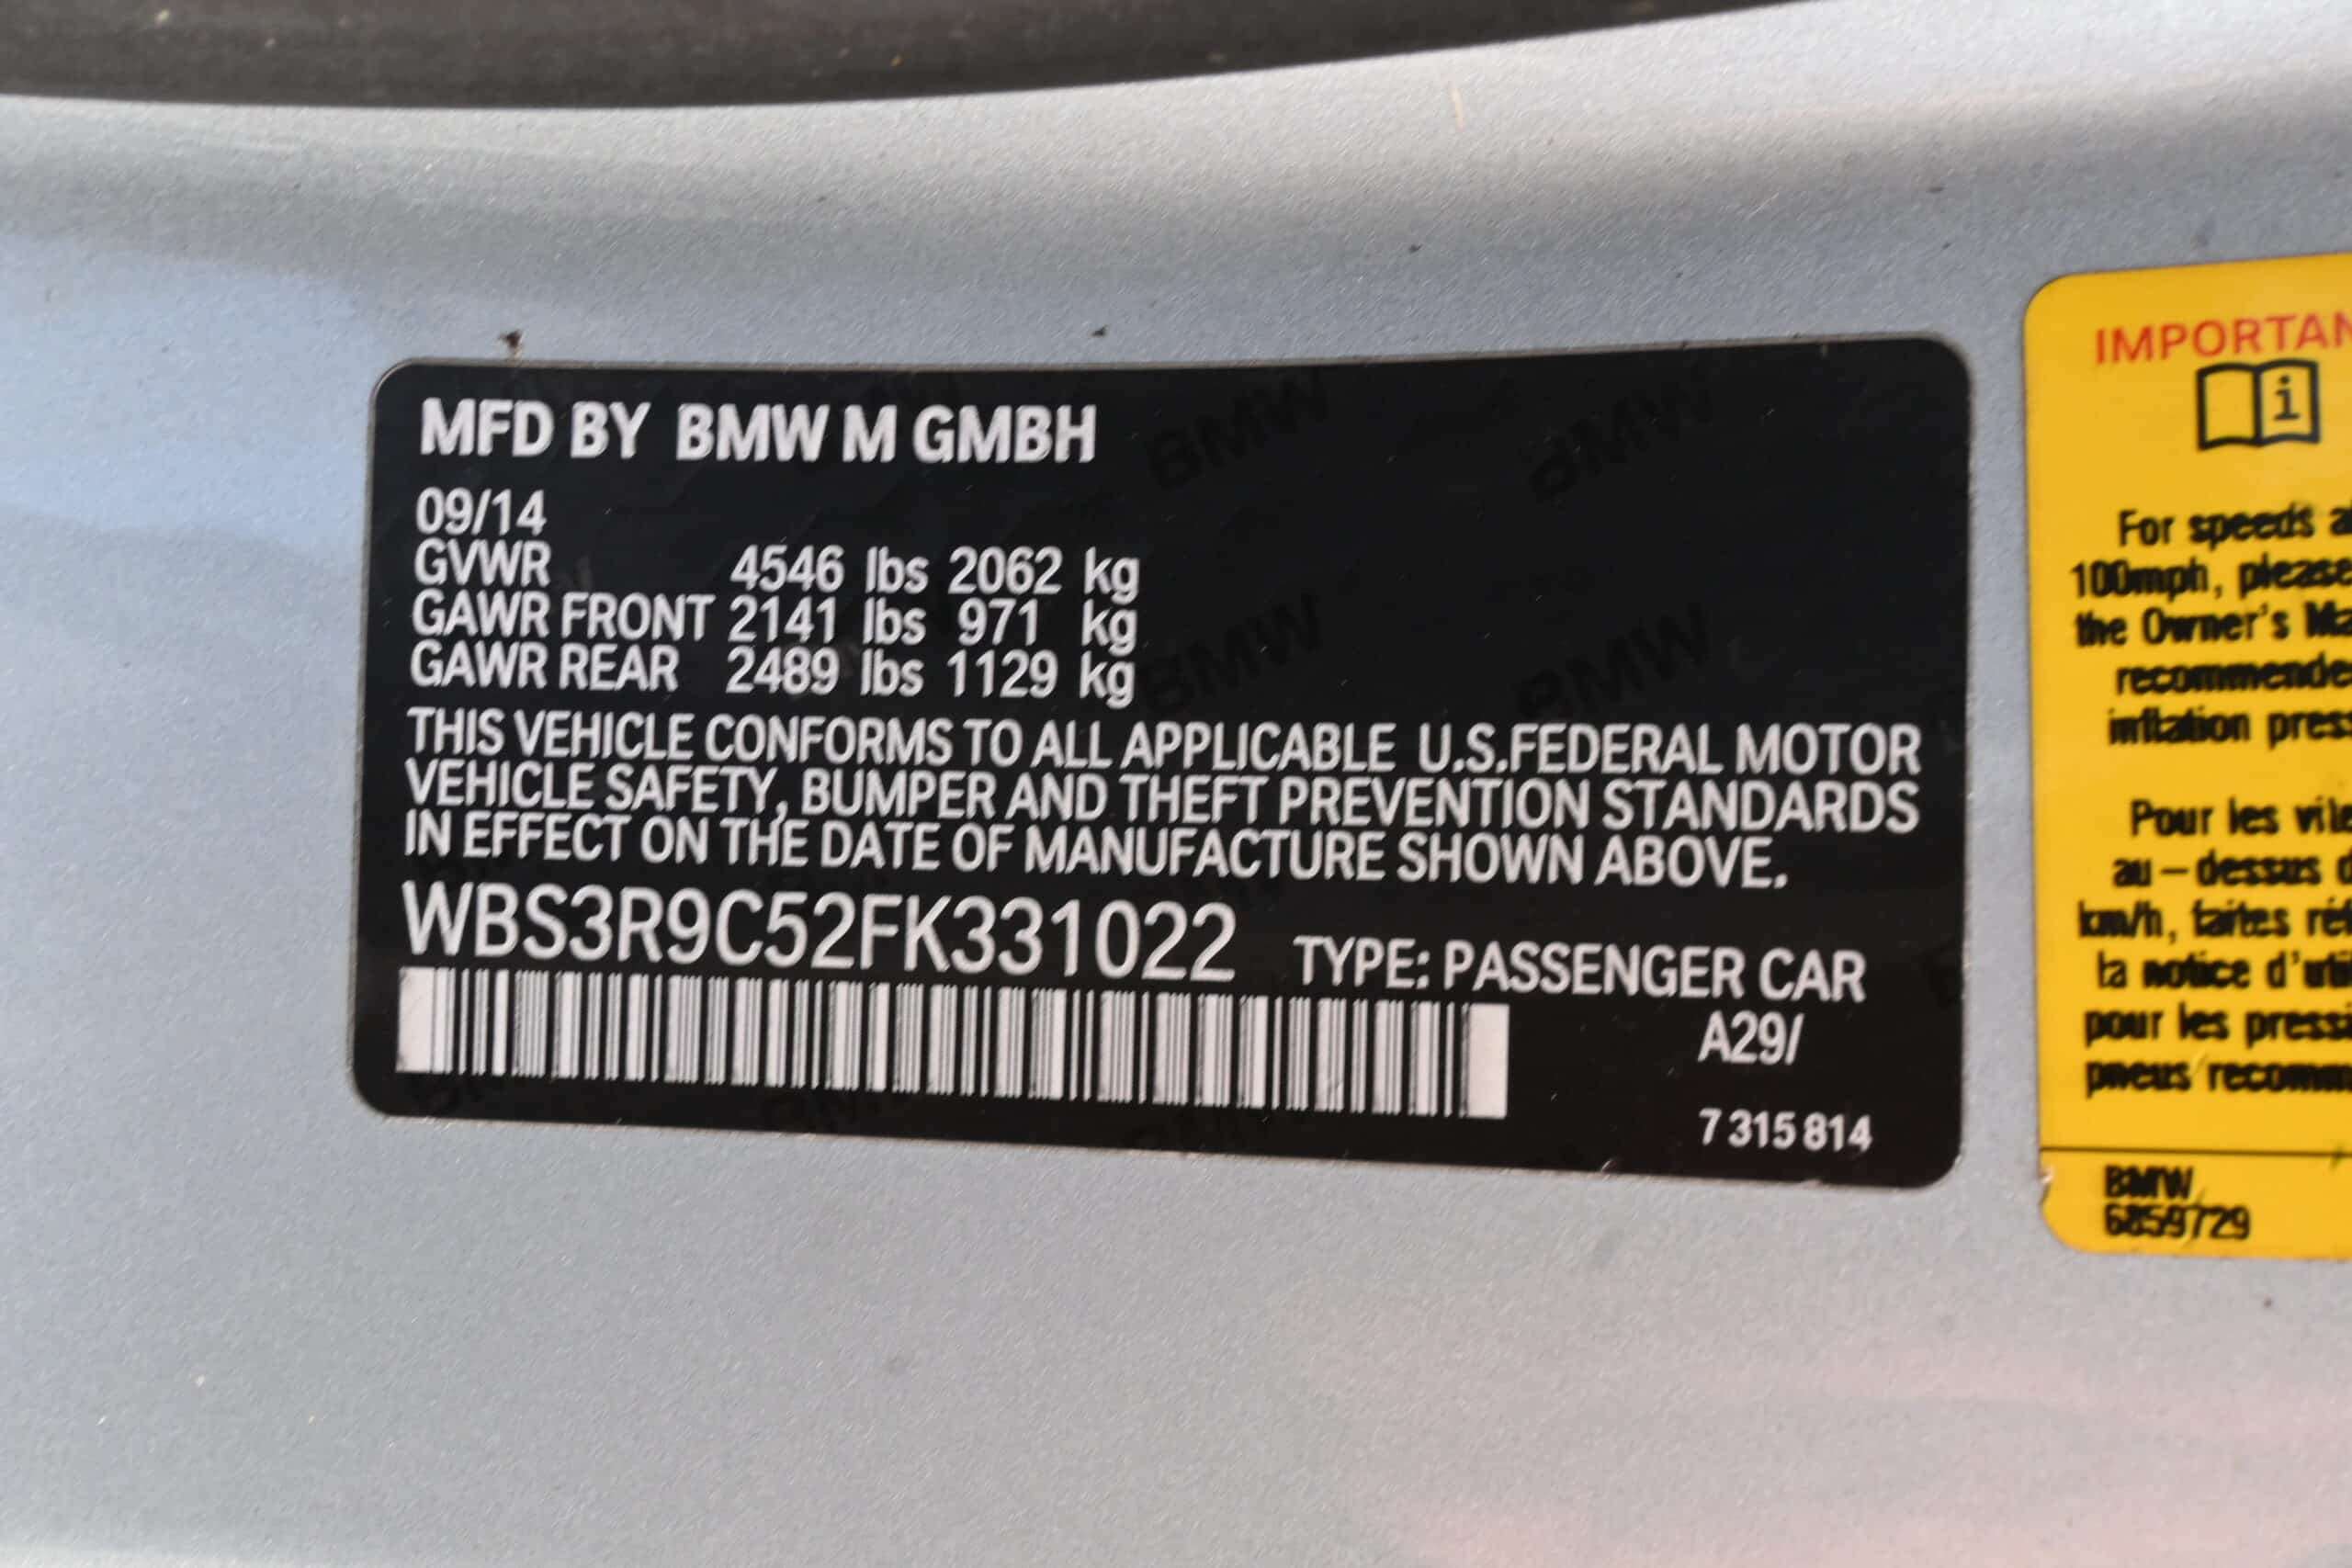 MFD BY BMW M GMBH
09/14
GVWR 4546 lbs 2062 kg
GAWR FRONT 2141 lbs 971 kg
GAWR REAR 2489 lbs 1129 kg
THIS VEHICLE CONFORMS TO ALL APPLICABLE U.S.FEDERAL MOTOR
VEHICLE SAFETY, BUMPER AND THEFT PREVENTION STANDARDS
IN EFFECT ON THE DATE OF MANUFACTURE SHOWN ABOVE.
WBS3R9C52FK331022 TYPE: PASSENGER CAR
A29/
7 315 814
IMPORTAN
i
For speeds a
100mph, please
the Owner's Ma
recommende
inflation press
Pour les vite
au-dessus d
km/h, faites réf
la notice d'util
pour les pressi
pneus recomm
BMW
6859729